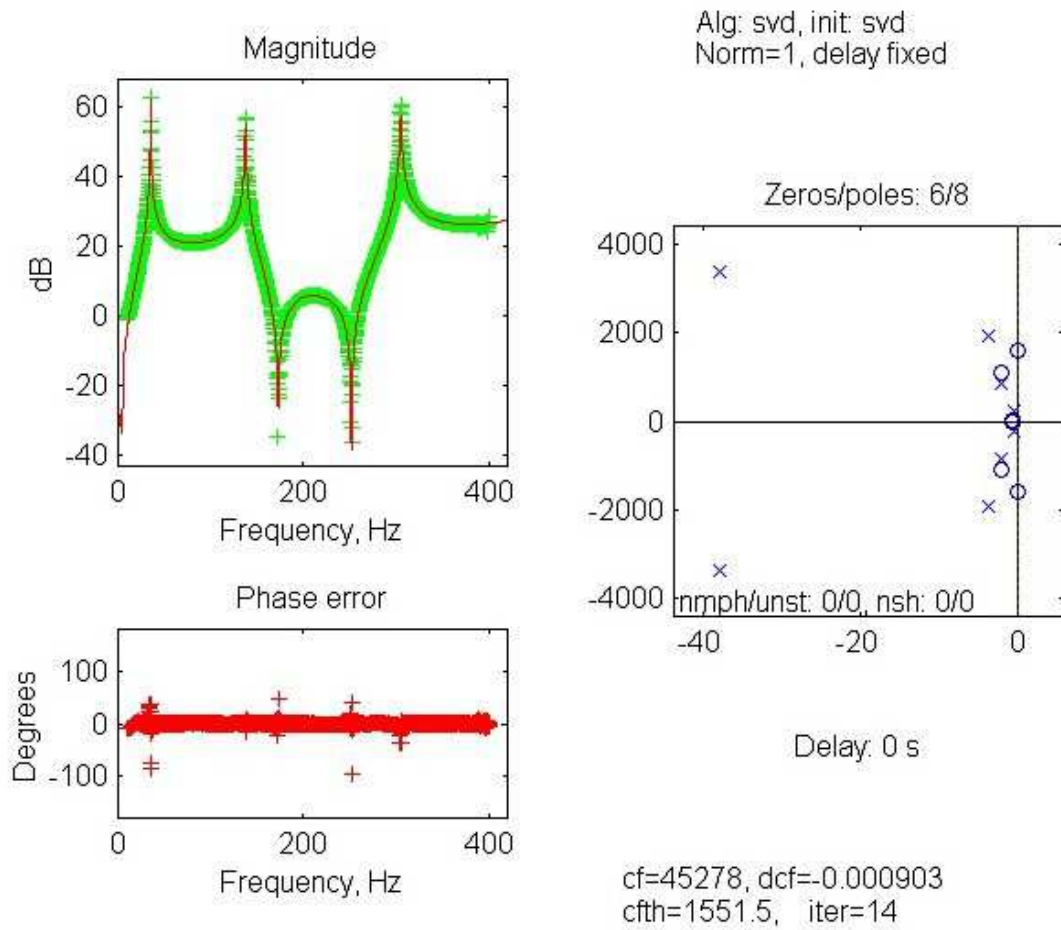 Alg: svd, init: svd
Norm=1, delay fixed
Magnitude
60
40
20
0
-20
-40
dB
0
200
400
Frequency, Hz
Zeros/poles: 6/8
4000
2000
0
-2000
-4000
nmph/unst: 0/0, nsh: 0/0
-40
-20
0
Phase error
100
0
-100
Degrees
0
200
400
Frequency, Hz
Delay: 0 s
cf=45278, dcf=-0.000903
cfth=1551.5, iter=14